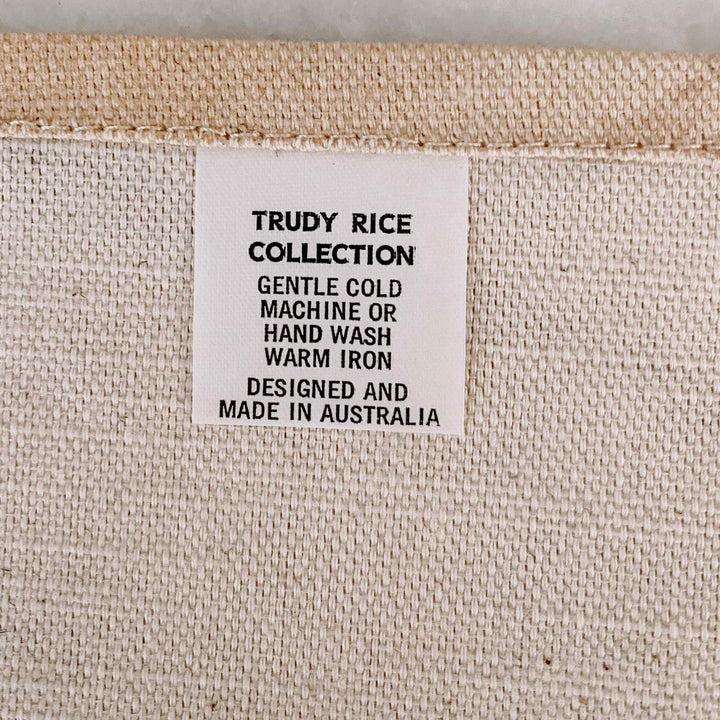 TRUDY RICE
COLLECTION
GENTLE COLD
MACHINE OR
HAND WASH
WARM IRON
DESIGNED AND
MADE IN AUSTRALIA